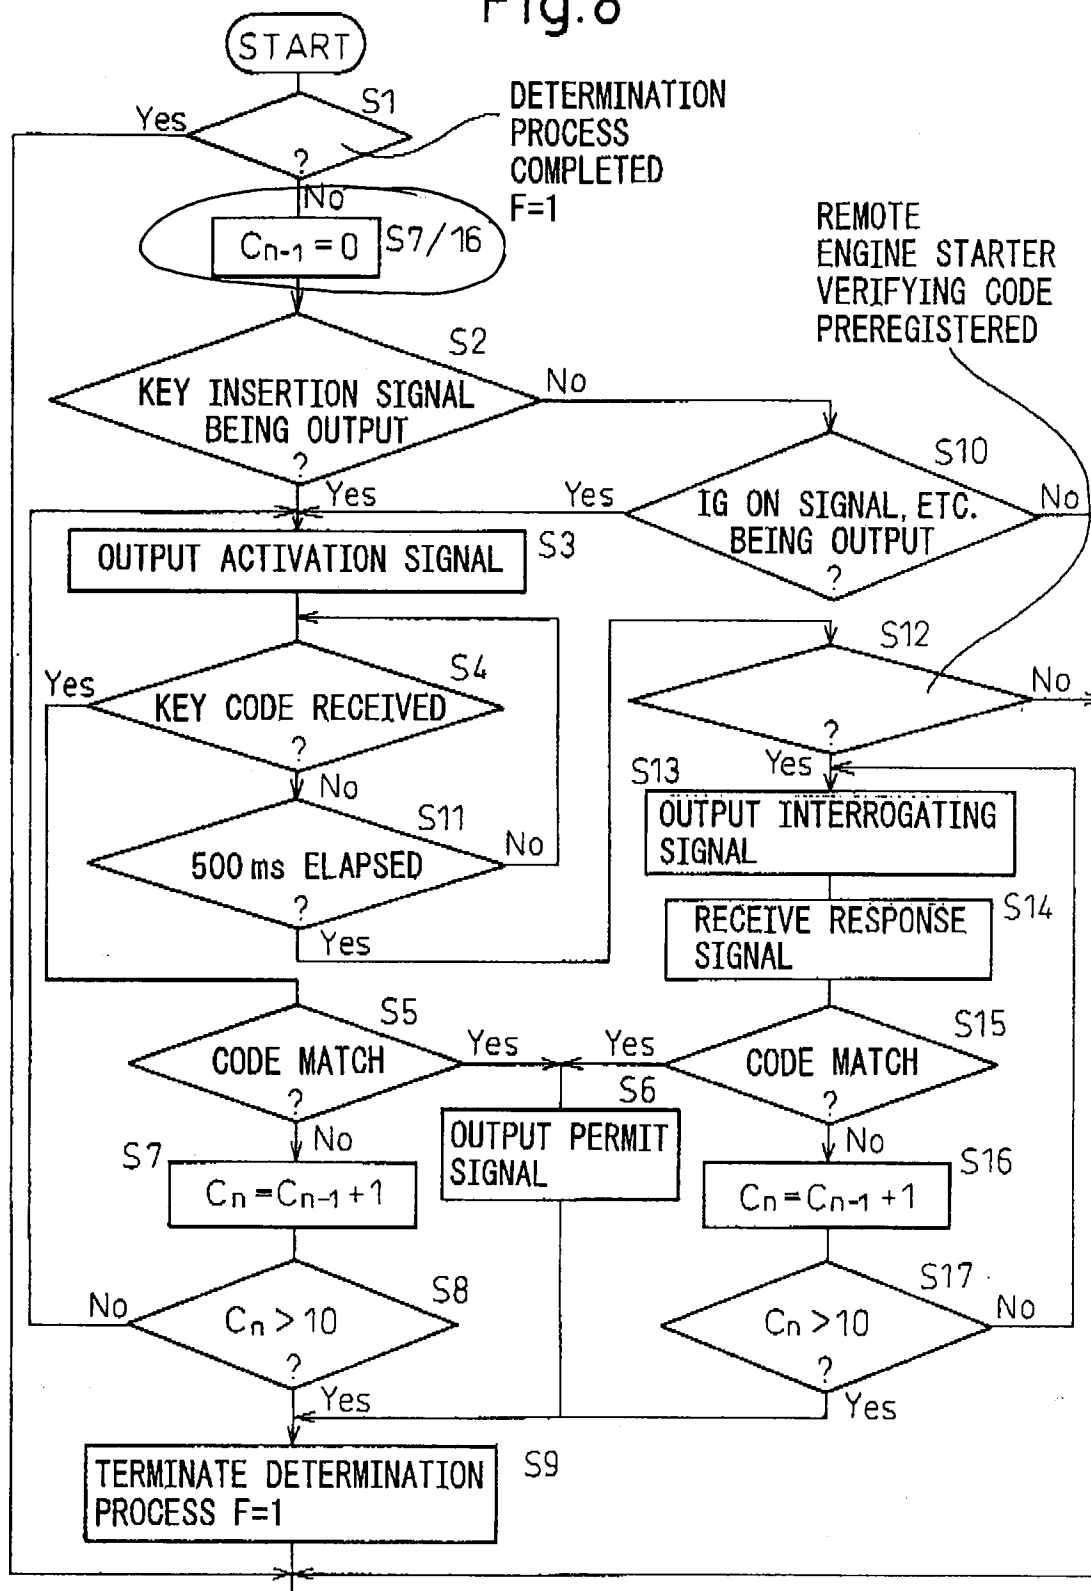 Fig.8
START
S1
Yes
?
DETERMINATION
PROCESS
COMPLETED
F=1
No
Cn-1 = 0
S7/16
REMOTE
ENGINE STARTER
VERIFYING CODE
PREREGISTERED
S2
KEY INSERTION SIGNAL
BEING OUTPUT
?
No
Yes
S10
IG ON SIGNAL, ETC.
BEING OUTPUT
?
Yes
No
OUTPUT ACTIVATION SIGNAL
S3
S12
?
No
Yes
S4
Yes
KEY CODE RECEIVED
?
No
S11
500 ms ELAPSED
?
No
Yes
S13
OUTPUT INTERROGATING
SIGNAL
S14
RECEIVE RESPONSE
SIGNAL
S5
CODE MATCH
?
Yes
No
S15
CODE MATCH
?
Yes
No
S6
OUTPUT PERMIT
SIGNAL
S7
Cn = Cn-1 + 1
S16
Cn = Cn-1 + 1
S8
Cn > 10
?
No
Yes
S17
Cn > 10
?
No
Yes
TERMINATE DETERMINATION
PROCESS F=1
S9